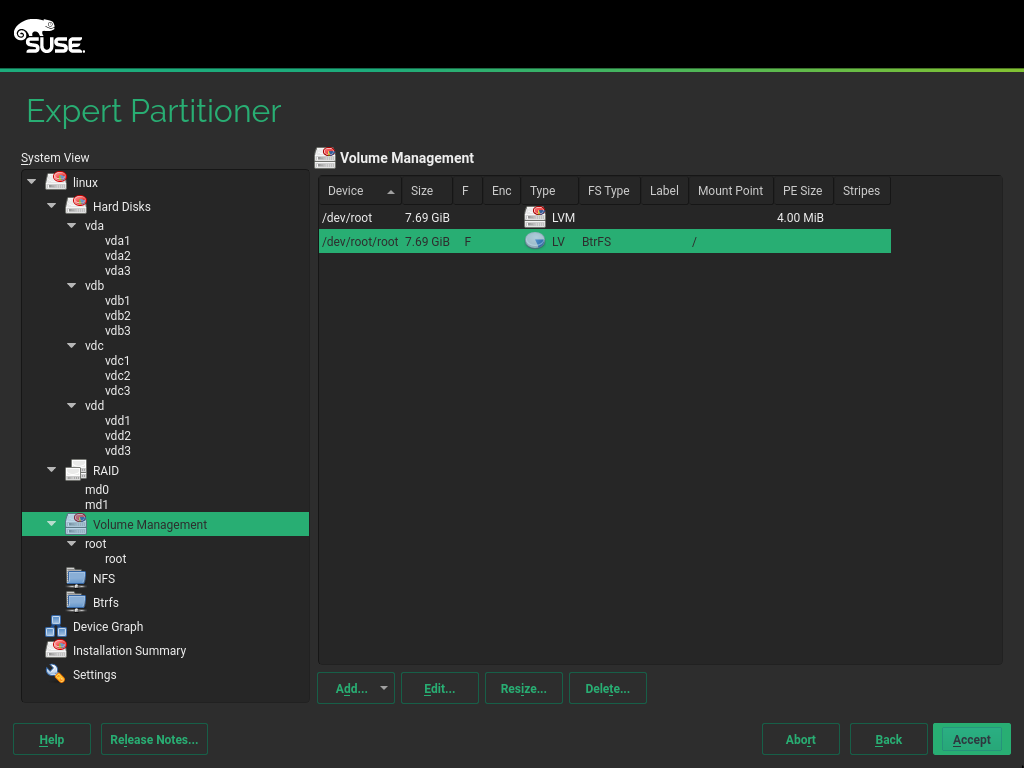 SUSE.
Expert Partitioner
System View
linux
Hard Disks
vda
vda1
vda2
vda3
vdb
vdb1
vdb2
vdb3
vdc
vdc1
vdc2
vdc3
vdd
vdd1
vdd2
vdd3
RAID
md0
md1
Volume Management
root
root
NFS
Btrfs
Device Graph
Installation Summary
Settings
Volume Management
Device Size F Enc Type FS Type Label Mount Point PE Size Stripes
/dev/root 7.69 GiB LVM 4.00 MiB
/dev/root/root 7.69 GiB F LV BtrFS /
Add... Edit... Resize... Delete...
Help Release Notes... Abort Back Accept